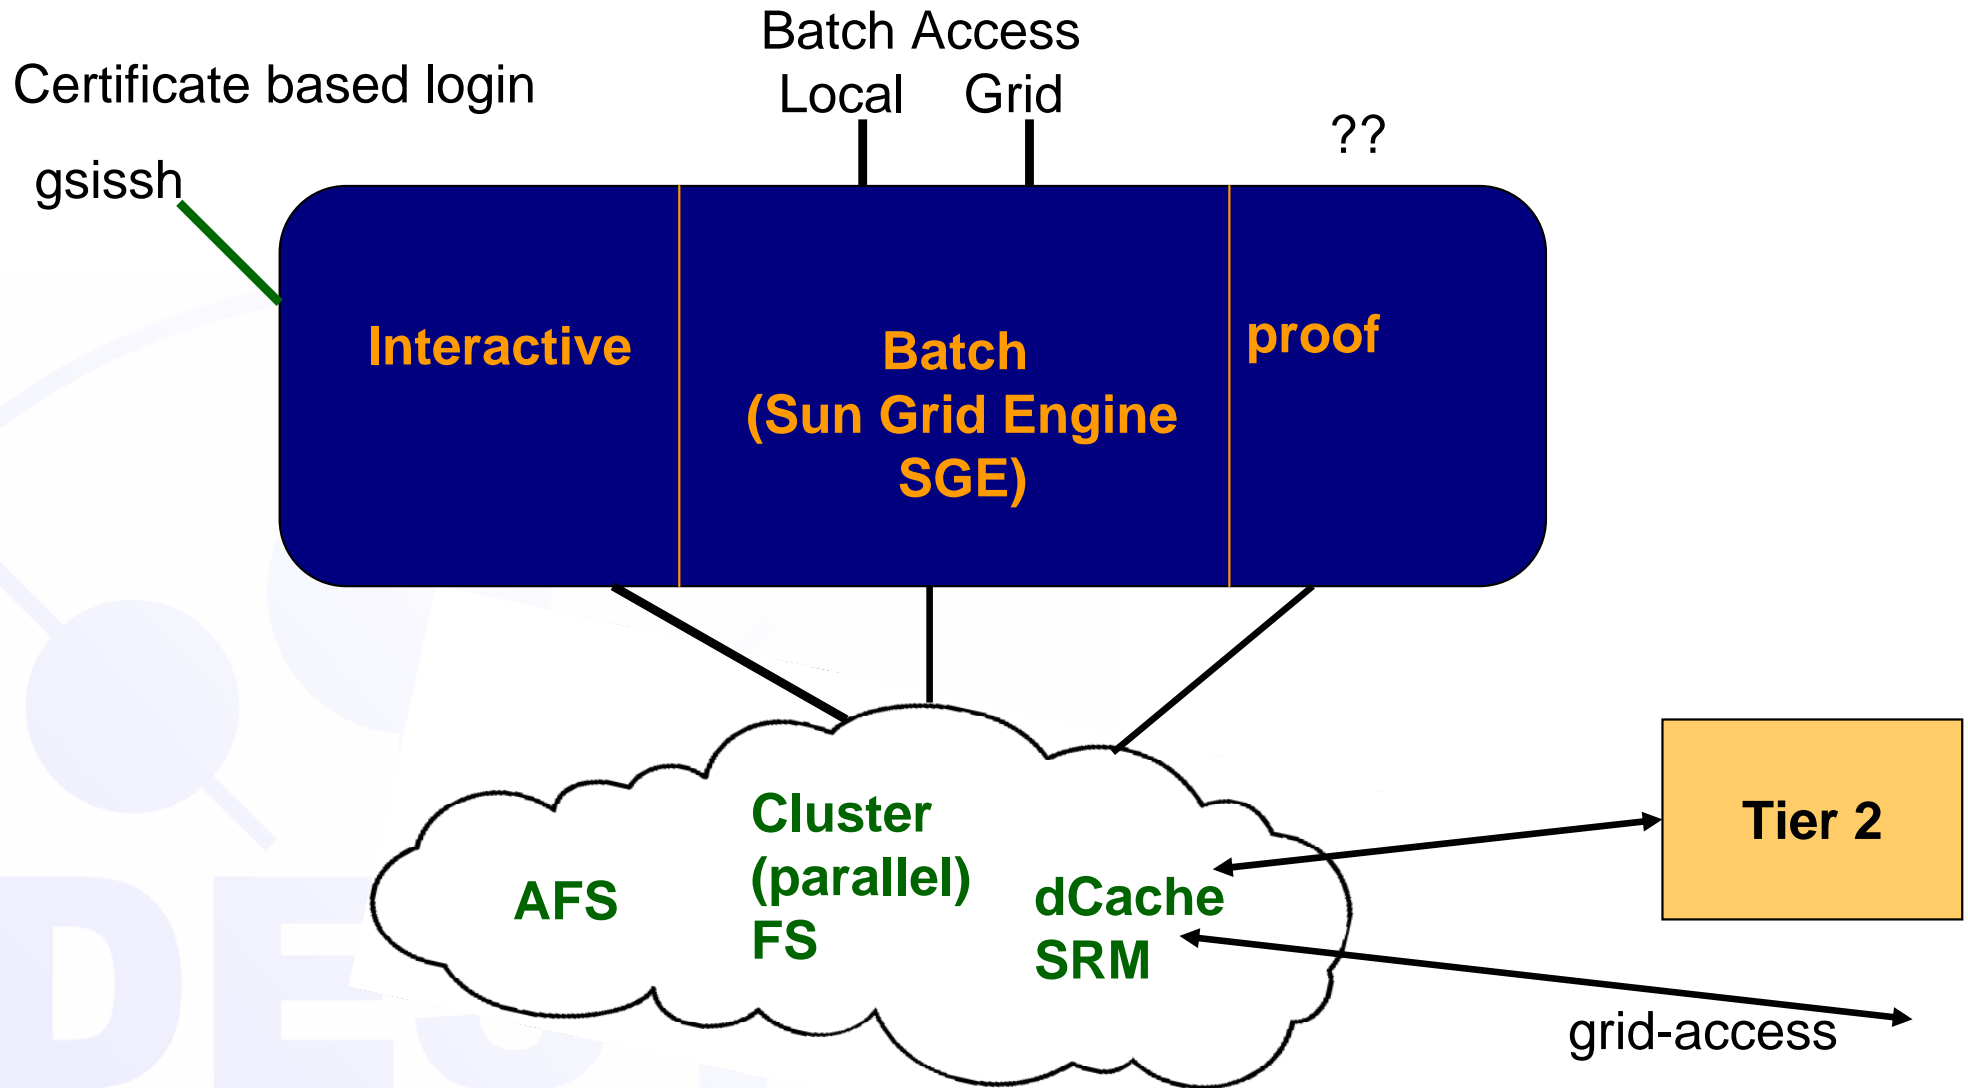 Batch Access
Certificate based login
Local Grid
??
gsissh
Interactive
Batch
(Sun Grid Engine
SGE)
proof
AFS
Cluster
(parallel)
FS
dCache
SRM
Tier 2
grid-access
DES